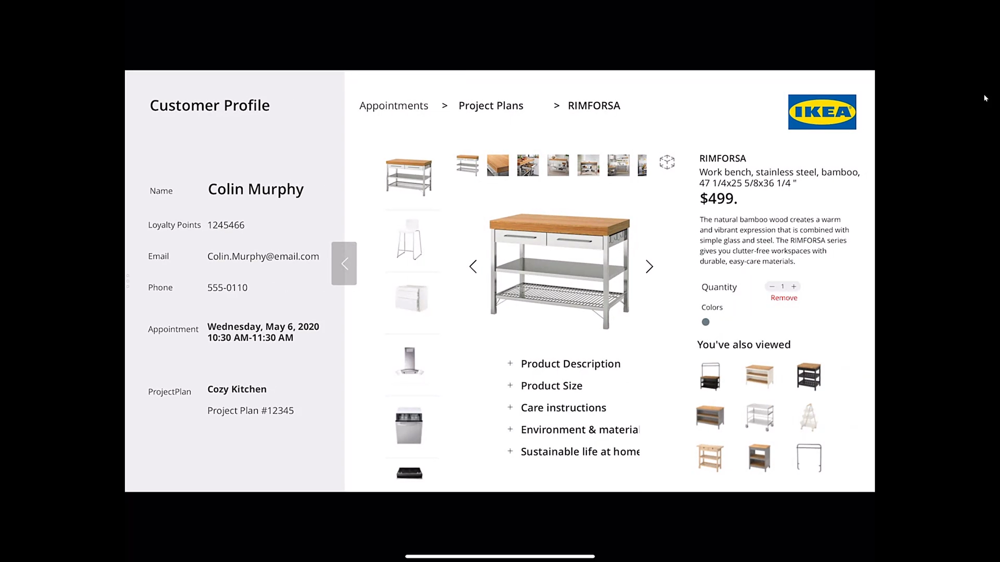 Customer Profile
Name Colin Murphy
Loyalty Points 1245466
Email Colin.Murphy@email.com
Phone 555-0110
Appointment Wednesday, May 6, 2020
10:30 AM-11:30 AM
ProjectPlan Cozy Kitchen
Project Plan #12345
Appointments > Project Plans > RIMFORSA
IKEA
RIMFORSA
Work bench, stainless steel, bamboo,
47 1/4x25 5/8x36 1/4 "
$499.
The natural bamboo wood creates a warm
and vibrant expression that is combined with
simple glass and steel. The RIMFORSA series
gives you clutter-free workspaces with
durable, easy-care materials.
Quantity − 1 +
Remove
Colors
You've also viewed
+ Product Description
+ Product Size
+ Care instructions
+ Environment & material
+ Sustainable life at home